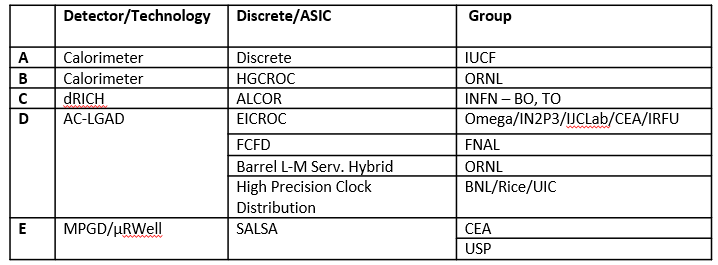 Detector/Technology Discrete/ASIC Group
A Calorimeter Discrete IUCF
B Calorimeter HGCROC ORNL
C dRICH ALCOR INFN – BO, TO
D AC-LGAD EICROC Omega/IN2P3/IJCLab/CEA/IRFU
FCFD FNAL
Barrel L-M Serv. Hybrid ORNL
High Precision Clock BNL/Rice/UIC
Distribution
E MPGD/µRWell SALSA CEA
USP